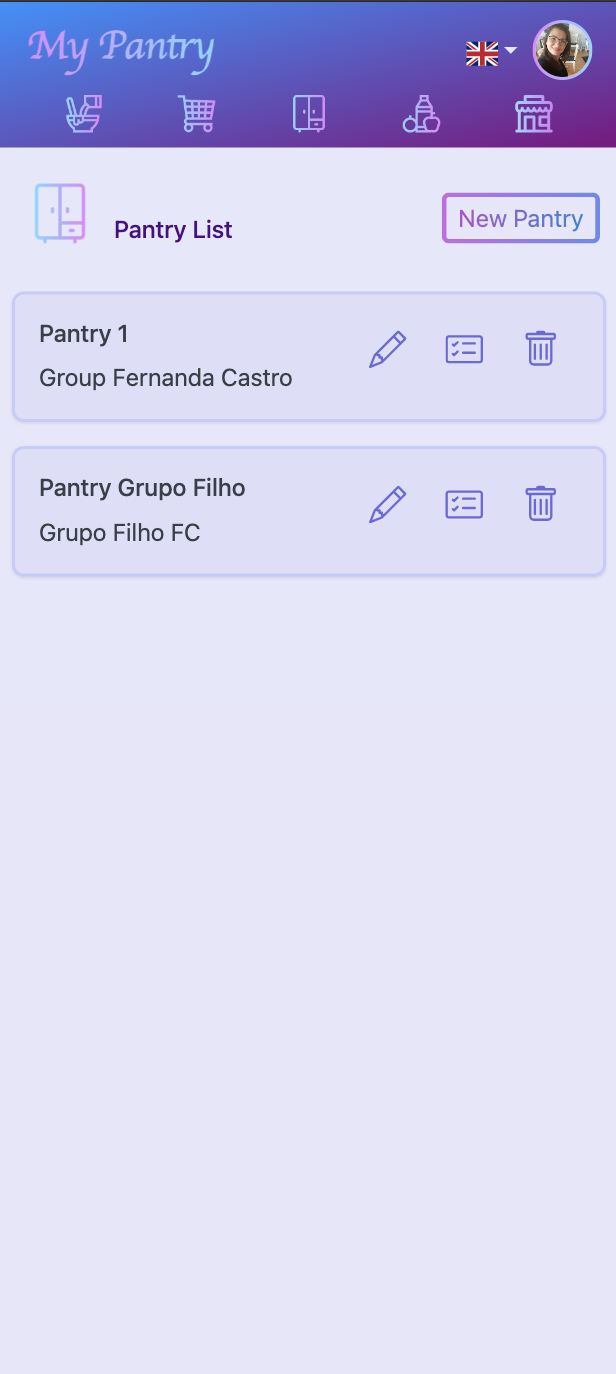 My Pantry
Pantry List
New Pantry
Pantry 1
Group Fernanda Castro
Pantry Grupo Filho
Grupo Filho FC